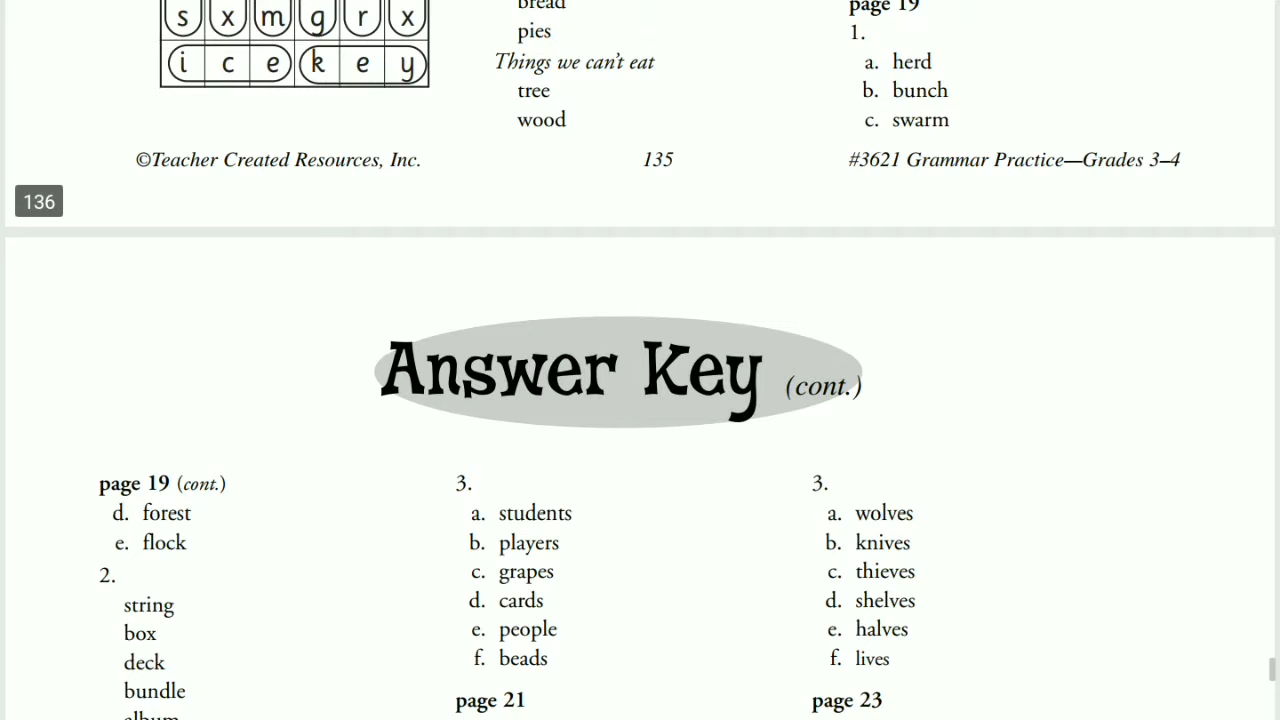 s x m g r x
i c e k e y
bread
pies
Things we can't eat
tree
wood
page 19
1.
a. herd
b. bunch
c. swarm
©Teacher Created Resources, Inc. 135 #3621 Grammar Practice—Grades 3–4
136
Answer Key (cont.)
page 19 (cont.)
d. forest
e. flock
2.
string
box
deck
bundle
album
3.
a. students
b. players
c. grapes
d. cards
e. people
f. beads
page 21
3.
a. wolves
b. knives
c. thieves
d. shelves
e. halves
f. lives
page 23